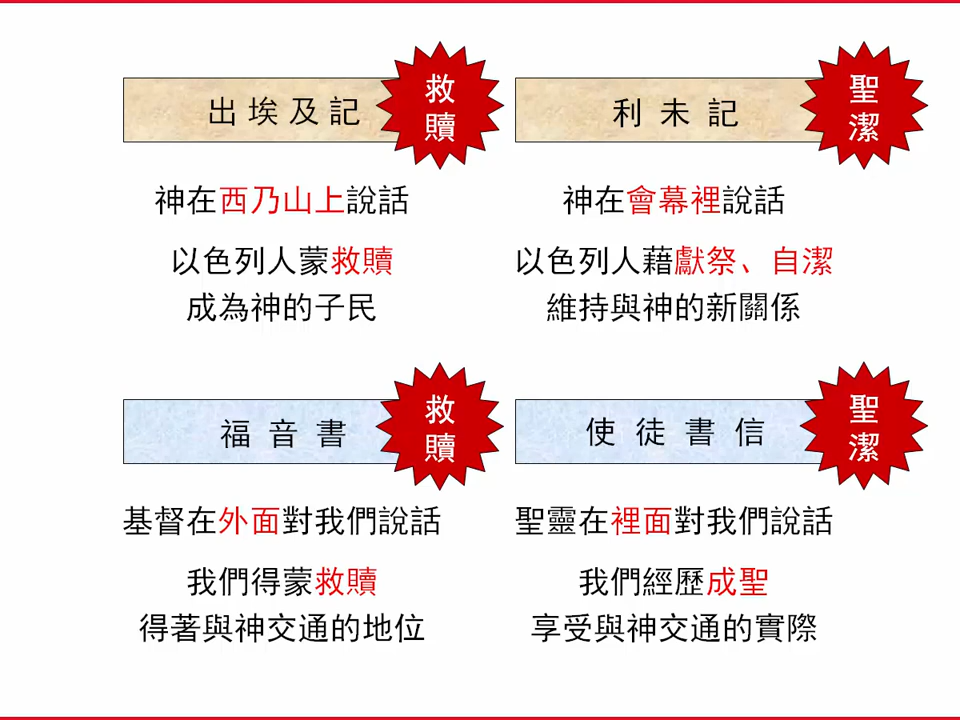 出埃及記
救
贖
神在西乃山上說話
以色列人蒙救贖
成為神的子民
利未記
聖
潔
神在會幕裡說話
以色列人藉獻祭、自潔
維持與神的新關係
福音書
救
贖
基督在外面對我們說話
我們得蒙救贖
得著與神交通的地位
使徒書信
聖
潔
聖靈在裡面對我們說話
我們經歷成聖
享受與神交通的實際